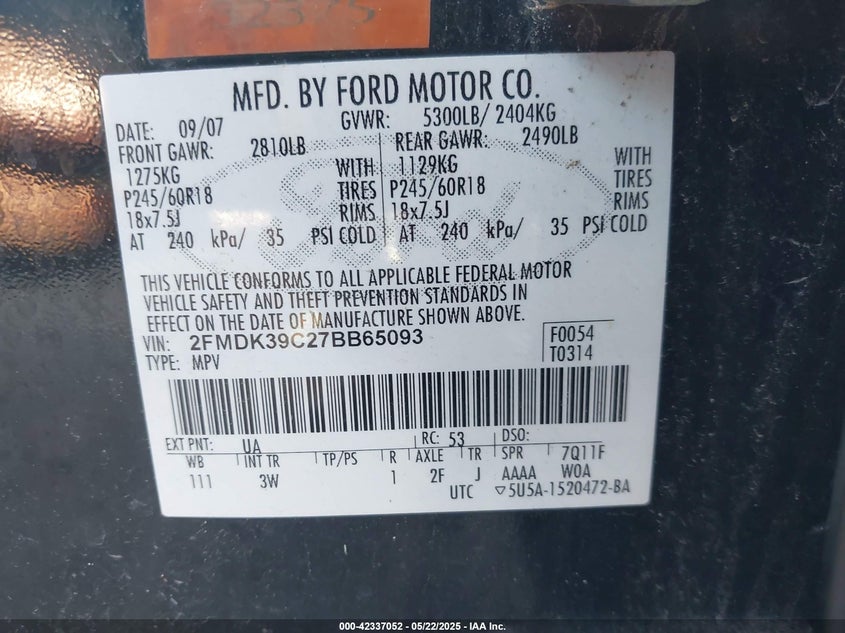 12375
MFD. BY FORD MOTOR CO.
DATE: 09/07 GVWR: 5300LB/ 2404KG
FRONT GAWR: 2810LB REAR GAWR: 2490LB
1275KG WITH 1129KG WITH
P245/60R18 TIRES P245/60R18 TIRES
18x7.5J RIMS 18x7.5J RIMS
AT 240 kPa/ 35 PSI COLD AT 240 kPa/ 35 PSI COLD
THIS VEHICLE CONFORMS TO ALL APPLICABLE FEDERAL MOTOR
VEHICLE SAFETY AND THEFT PREVENTION STANDARDS IN
EFFECT ON THE DATE OF MANUFACTURE SHOWN ABOVE.
VIN: 2FMDK39C27BB65093 F0054
TYPE: MPV T0314
EXT PNT: UA RC: 53 DSO:
WB INT TR TP/PS R AXLE TR SPR 7Q11F
111 3W 1 2F J AAAA W0A
UTC ▽5U5A-1520472-BA
000-42337052 - 05/22/2025 - IAA Inc.